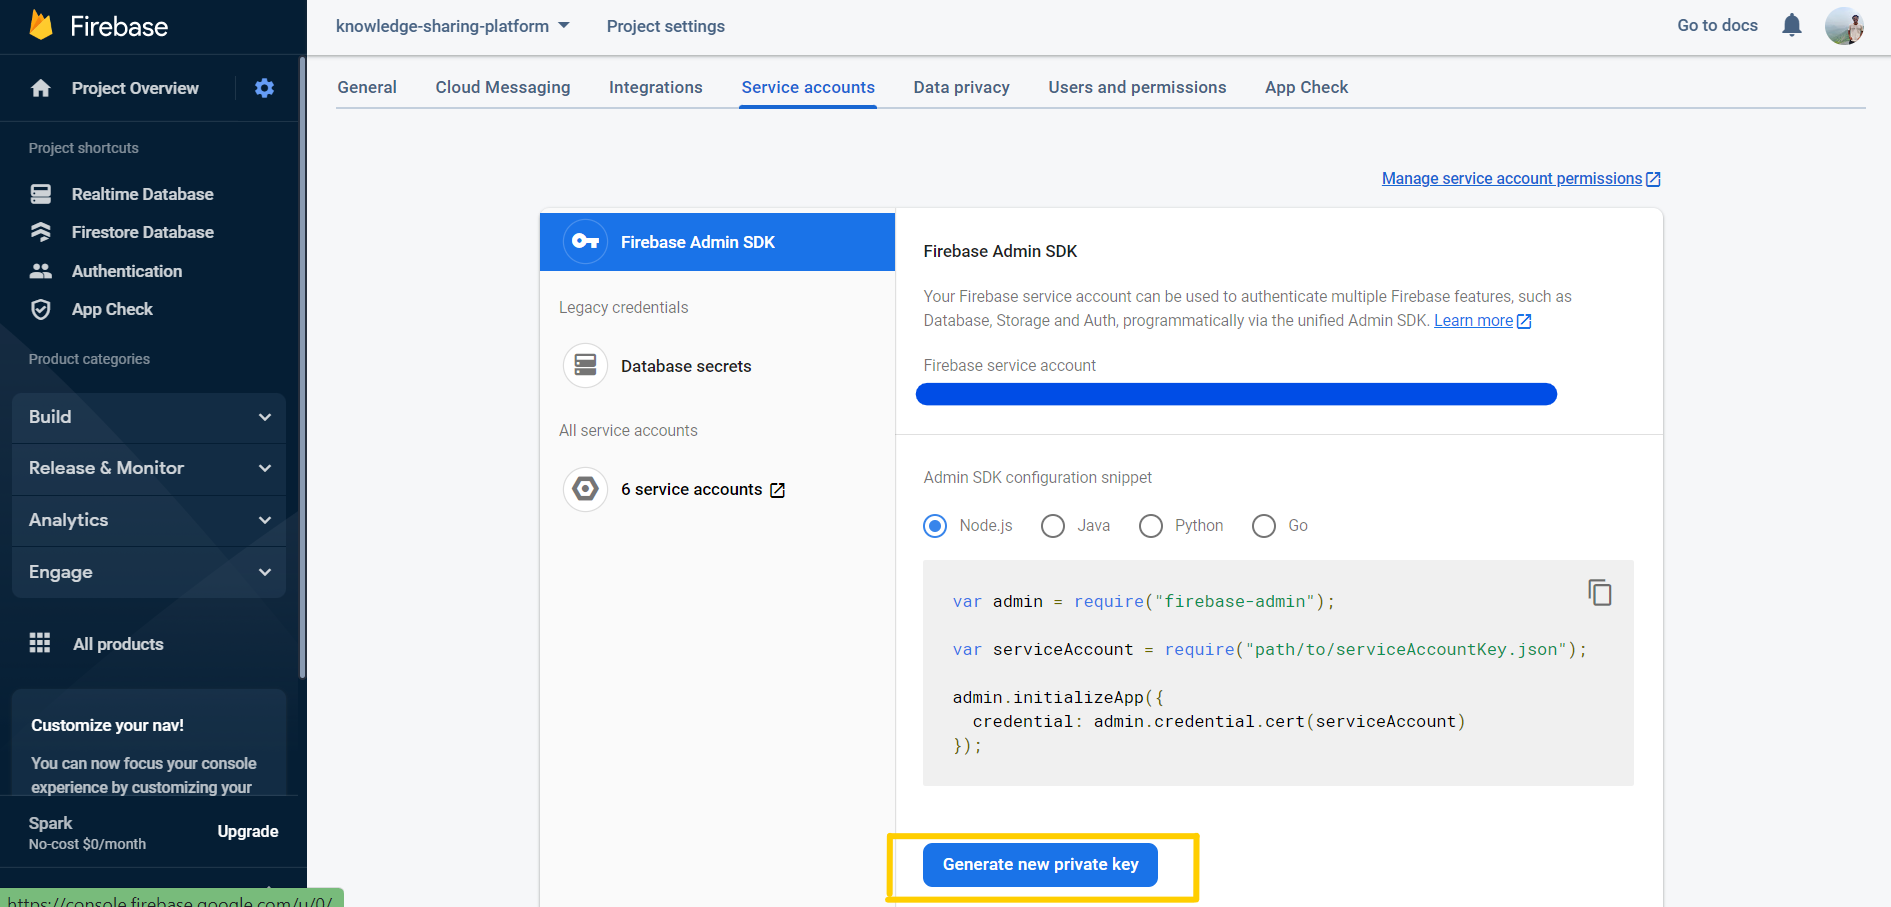 Firebase
knowledge-sharing-platform
Project settings
Go to docs
Project Overview
General
Cloud Messaging
Integrations
Service accounts
Data privacy
Users and permissions
App Check
Project shortcuts
Realtime Database
Firestore Database
Authentication
App Check
Product categories
Build
Release & Monitor
Analytics
Engage
All products
Customize your nav!
You can now focus your console
experience by customizing your
Spark
No-cost $0/month
Upgrade
https://console.firebase.google.com/u/0/
Manage service account permissions
Firebase Admin SDK
Legacy credentials
Database secrets
All service accounts
6 service accounts
Firebase Admin SDK
Your Firebase service account can be used to authenticate multiple Firebase features, such as
Database, Storage and Auth, programmatically via the unified Admin SDK. Learn more
Firebase service account
Admin SDK configuration snippet
Node.js
Java
Python
Go
var admin = require("firebase-admin");
var serviceAccount = require("path/to/serviceAccountKey.json");
admin.initializeApp({
credential: admin.credential.cert(serviceAccount)
});
Generate new private key